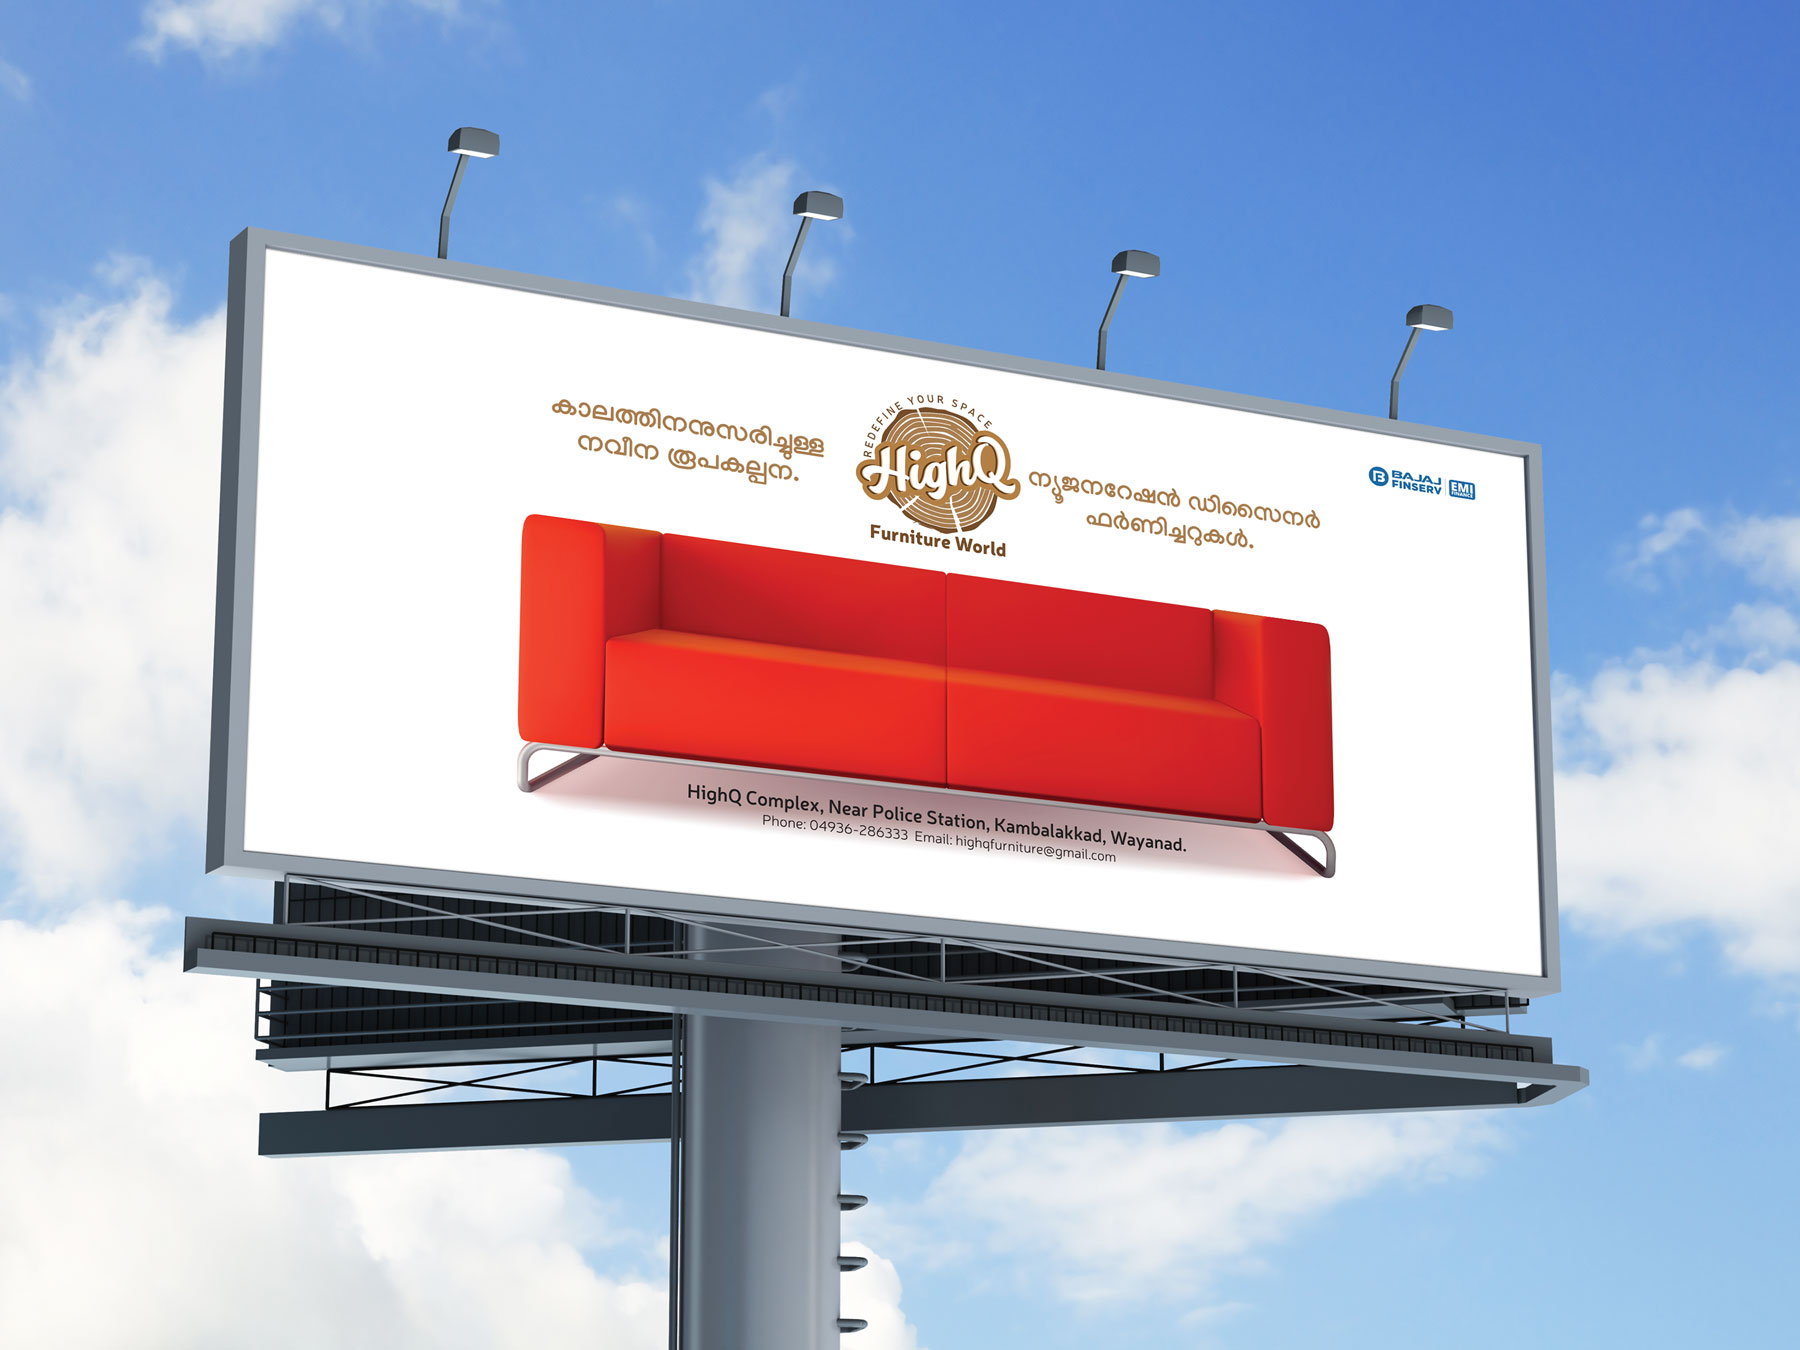 കാലത്തിനനുസരിച്ചുള്ള
നവീന രൂപകല്പന.
REDEFINE YOUR SPACE
HighQ
Furniture World
ന്യൂജനറേഷൻ ഡിസൈനർ
ഫർണിച്ചറുകൾ.
BAJAJ
FINSERV
EMI
FINANCE
HighQ Complex, Near Police Station, Kambalakkad, Wayanad.
Phone: 04936-286333 Email: highqfurniture@gmail.com